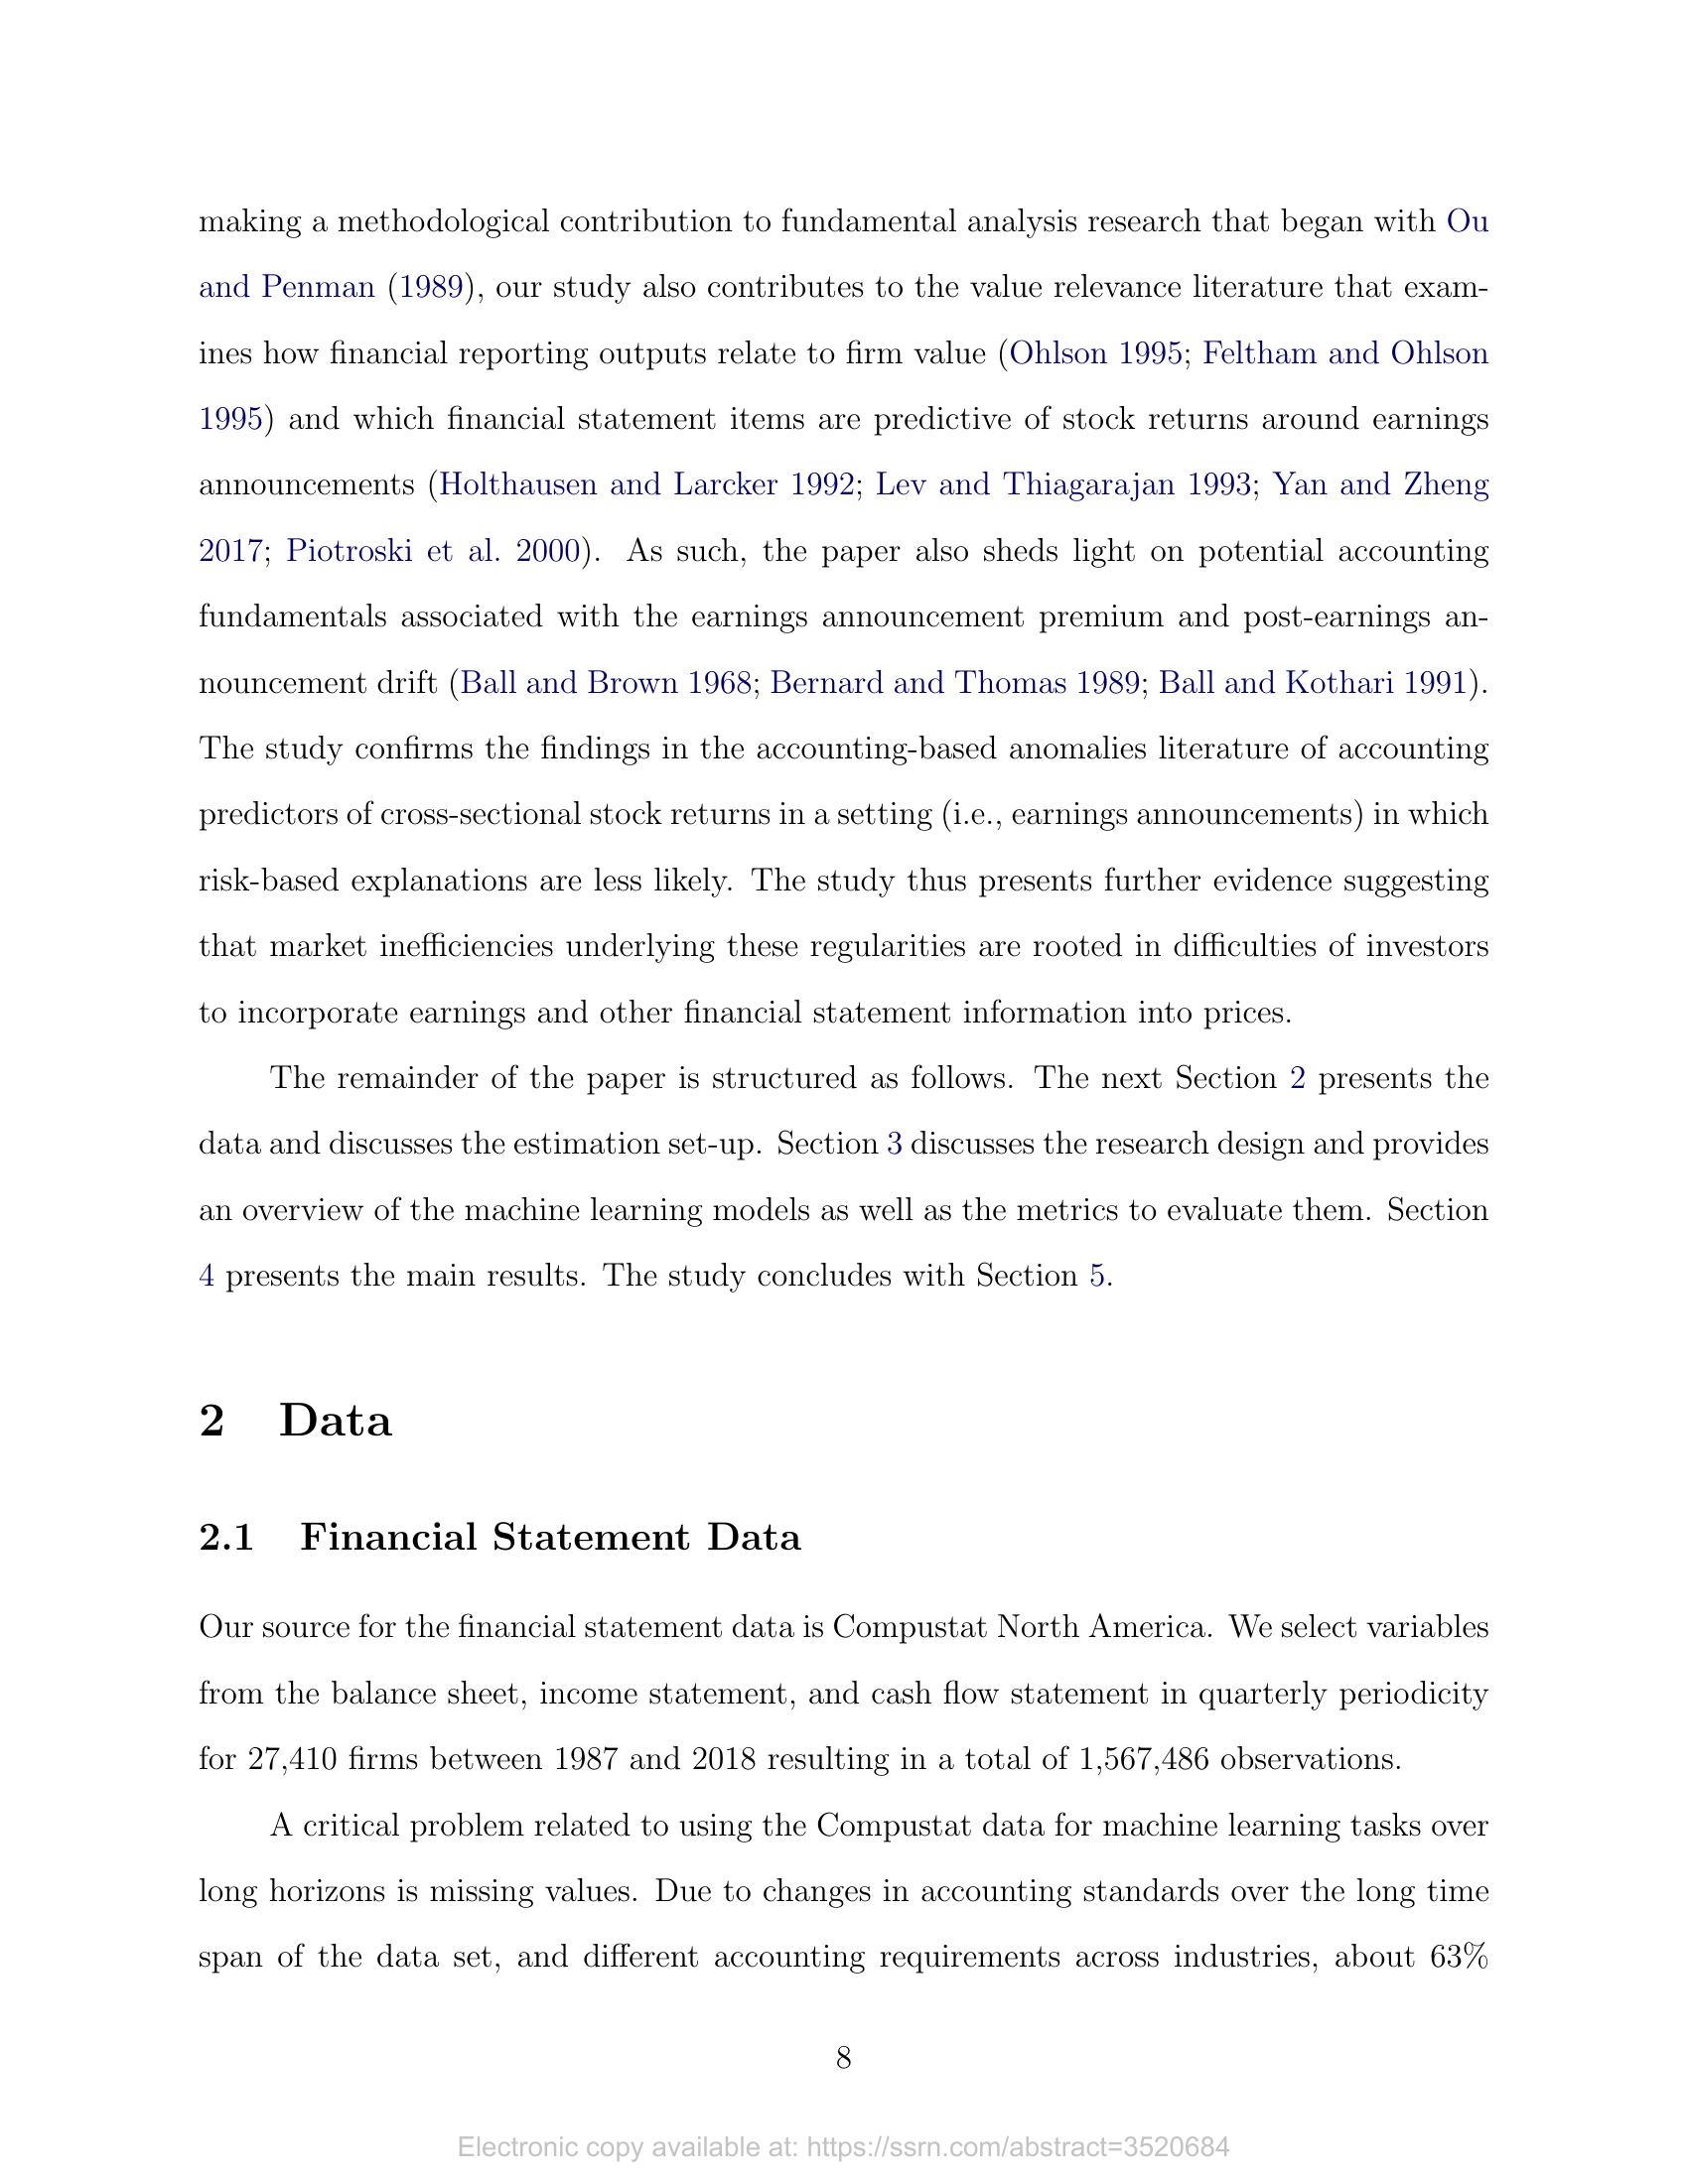 making a methodological contribution to fundamental analysis research that began with Ou
and Penman (1989), our study also contributes to the value relevance literature that exam-
ines how financial reporting outputs relate to firm value (Ohlson 1995; Feltham and Ohlson
1995) and which financial statement items are predictive of stock returns around earnings
announcements (Holthausen and Larcker 1992; Lev and Thiagarajan 1993; Yan and Zheng
2017; Piotroski et al. 2000). As such, the paper also sheds light on potential accounting
fundamentals associated with the earnings announcement premium and post-earnings an-
nouncement drift (Ball and Brown 1968; Bernard and Thomas 1989; Ball and Kothari 1991).
The study confirms the findings in the accounting-based anomalies literature of accounting
predictors of cross-sectional stock returns in a setting (i.e., earnings announcements) in which
risk-based explanations are less likely. The study thus presents further evidence suggesting
that market inefficiencies underlying these regularities are rooted in difficulties of investors
to incorporate earnings and other financial statement information into prices.
The remainder of the paper is structured as follows. The next Section 2 presents the
data and discusses the estimation set-up. Section 3 discusses the research design and provides
an overview of the machine learning models as well as the metrics to evaluate them. Section
4 presents the main results. The study concludes with Section 5.
2 Data
2.1 Financial Statement Data
Our source for the financial statement data is Compustat North America. We select variables
from the balance sheet, income statement, and cash flow statement in quarterly periodicity
for 27,410 firms between 1987 and 2018 resulting in a total of 1,567,486 observations.
A critical problem related to using the Compustat data for machine learning tasks over
long horizons is missing values. Due to changes in accounting standards over the long time
span of the data set, and different accounting requirements across industries, about 63%
8
Electronic copy available at: https://ssrn.com/abstract=3520684